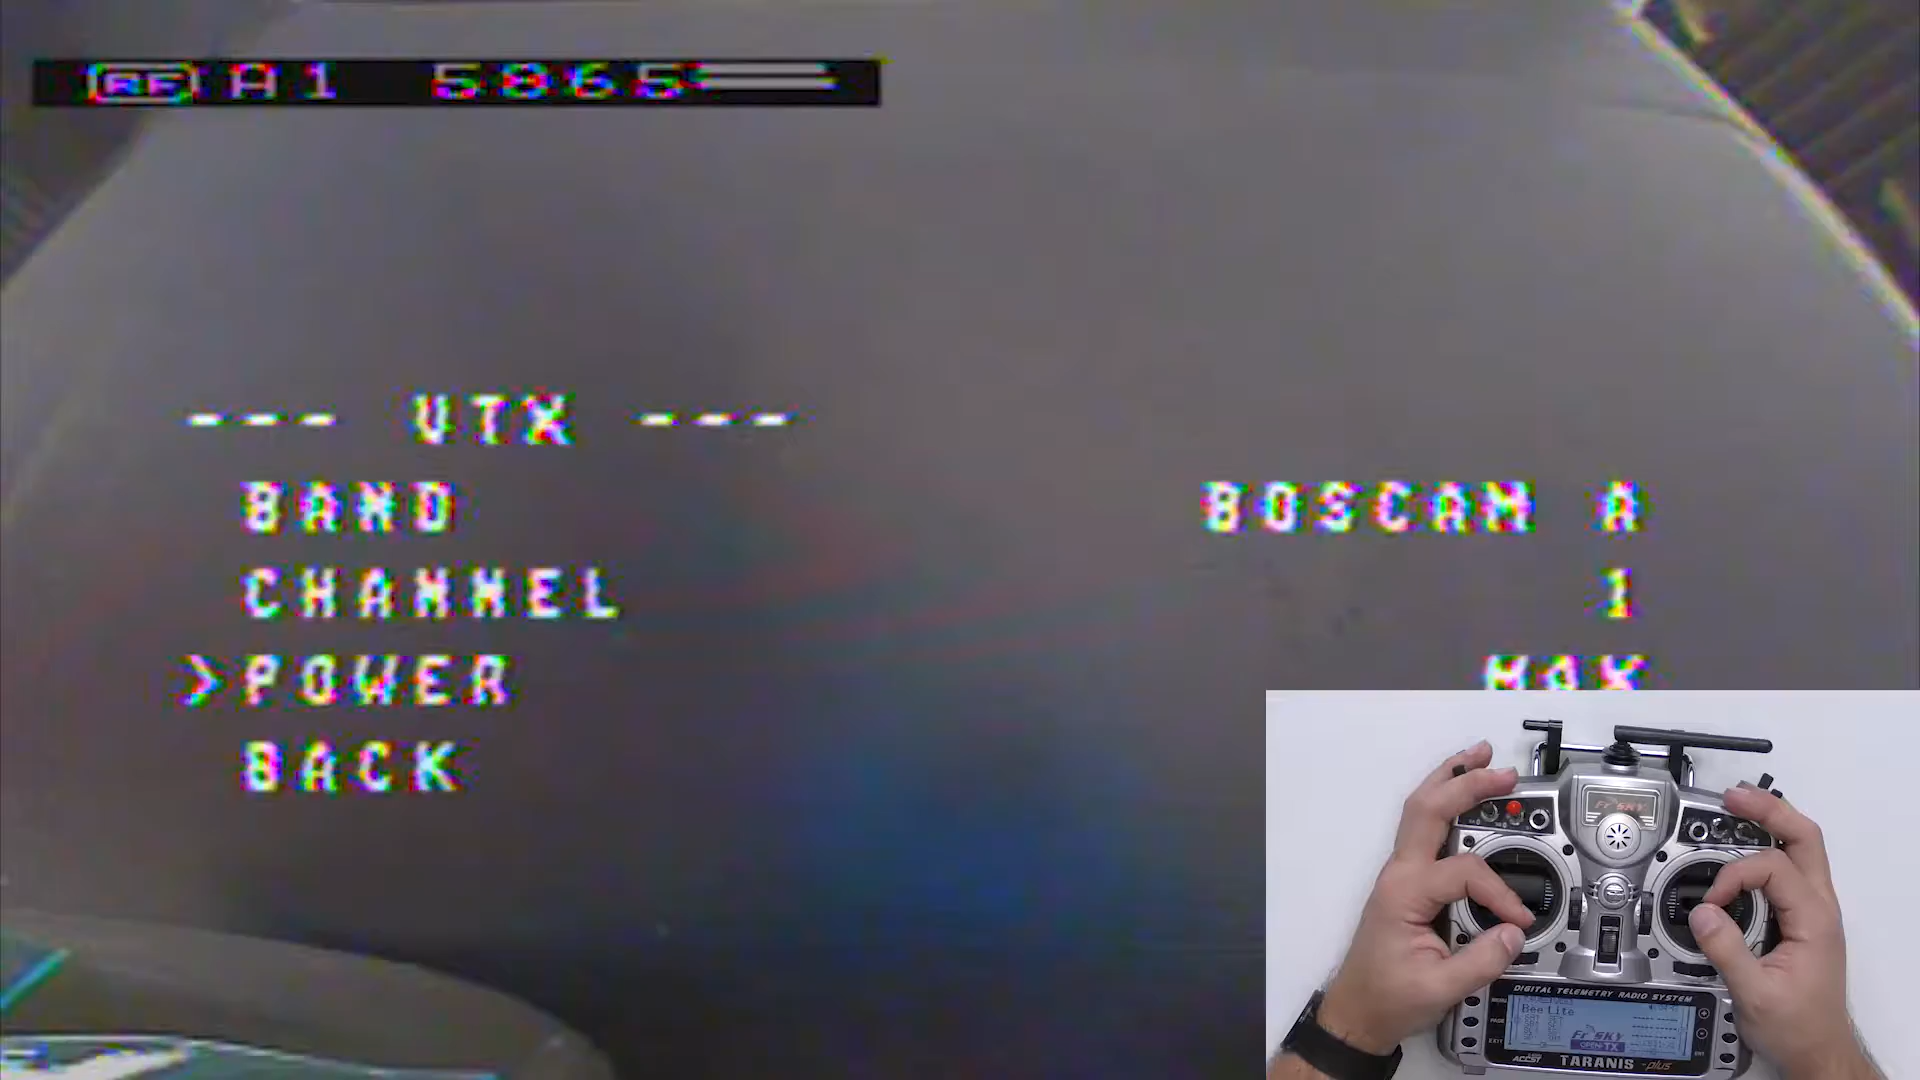 RF A1 5865
--- VTX ---
BAND BOSCAM A
CHANNEL 1
>POWER MAX
BACK
FrSKY
DIGITAL TELEMETRY RADIO SYSTEM
Bee Lite
FrSKY
OPEN-TX
ACCST TARANIS plus